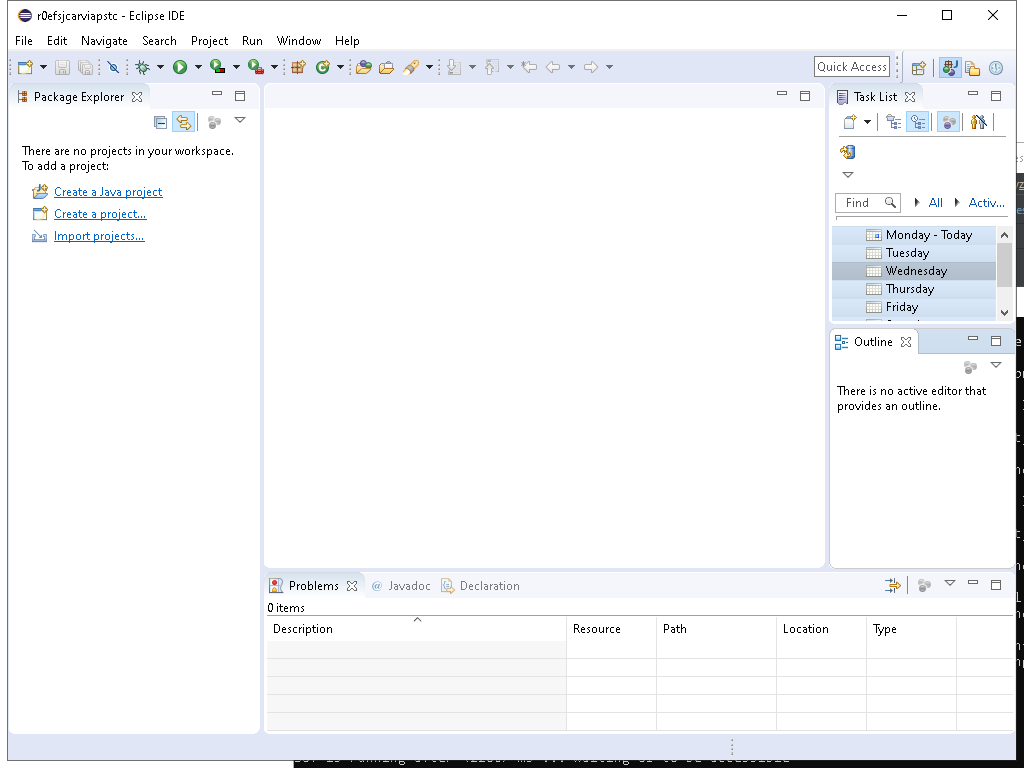 r0efsjcarviapstc - Eclipse IDE
File Edit Navigate Search Project Run Window Help
Quick Access
Package Explorer
There are no projects in your workspace.
To add a project:
Create a Java project
Create a project...
Import projects...
Task List
Find
All
Activ...
Monday - Today
Tuesday
Wednesday
Thursday
Friday
Outline
There is no active editor that
provides an outline.
Problems @ Javadoc Declaration
0 items
Description Resource Path Location Type